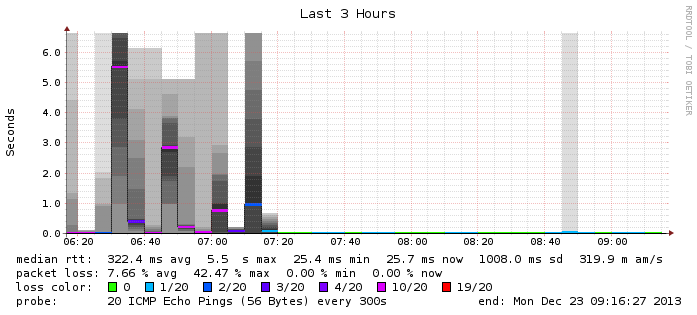 Last 3 Hours
RRDTOOL / TOBI OETIKER
Seconds
6.0
5.0
4.0
3.0
2.0
1.0
0.0
06:20 06:40 07:00 07:20 07:40 08:00 08:20 08:40 09:00
median rtt: 322.4 ms avg 5.5 s max 25.4 ms min 25.7 ms now 1008.0 ms sd 319.9 m am/s
packet loss: 7.66 % avg 42.47 % max 0.00 % min 0.00 % now
loss color: 0 1/20 2/20 3/20 4/20 10/20 19/20
probe: 20 ICMP Echo Pings (56 Bytes) every 300s end: Mon Dec 23 09:16:27 2013